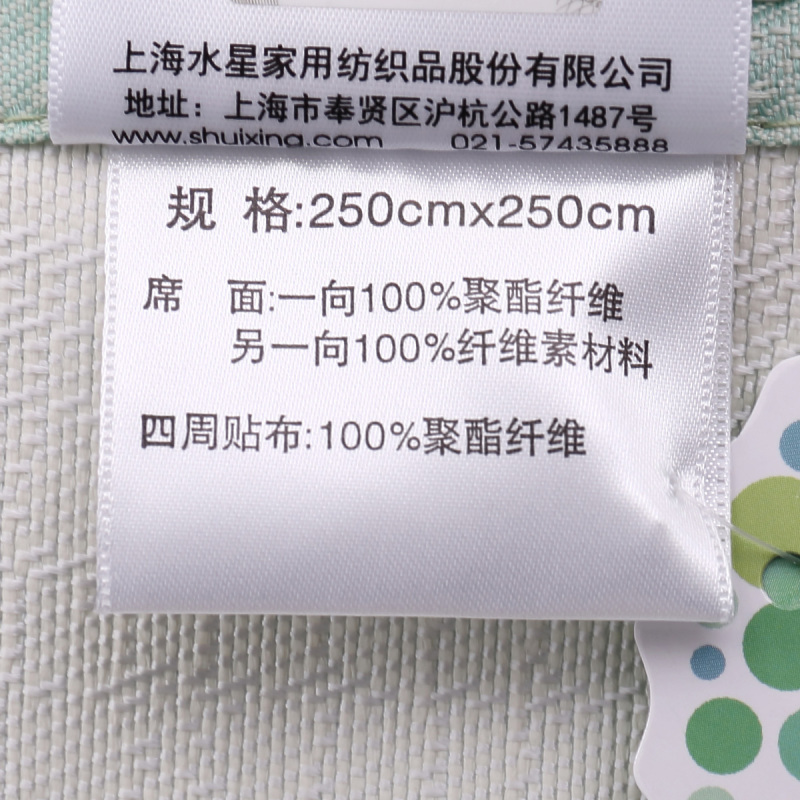 上海水星家用纺织品股份有限公司
地址：上海市奉贤区沪杭公路1487号
www.shuixing.com 021-57435888
规 格:250cmx250cm
席 面:一向100%聚酯纤维
另一向100%纤维素材料
四周贴布:100%聚酯纤维